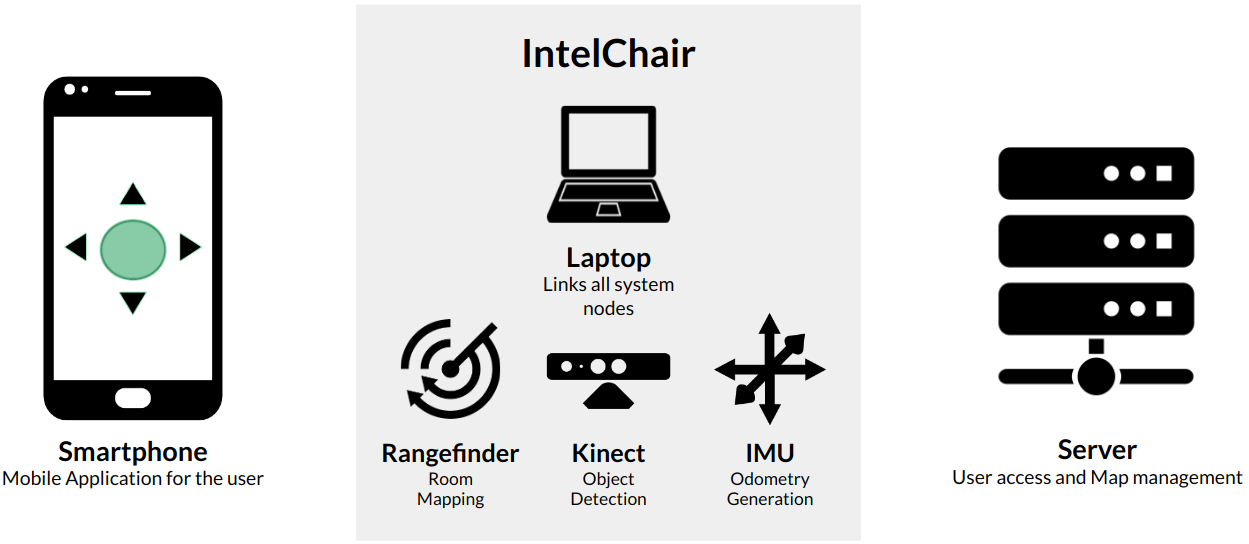 IntelChair
Laptop
Links all system
nodes
Smartphone
Mobile Application for the user
Rangefinder
Room
Mapping
Kinect
Object
Detection
IMU
Odometry
Generation
Server
User access and Map management